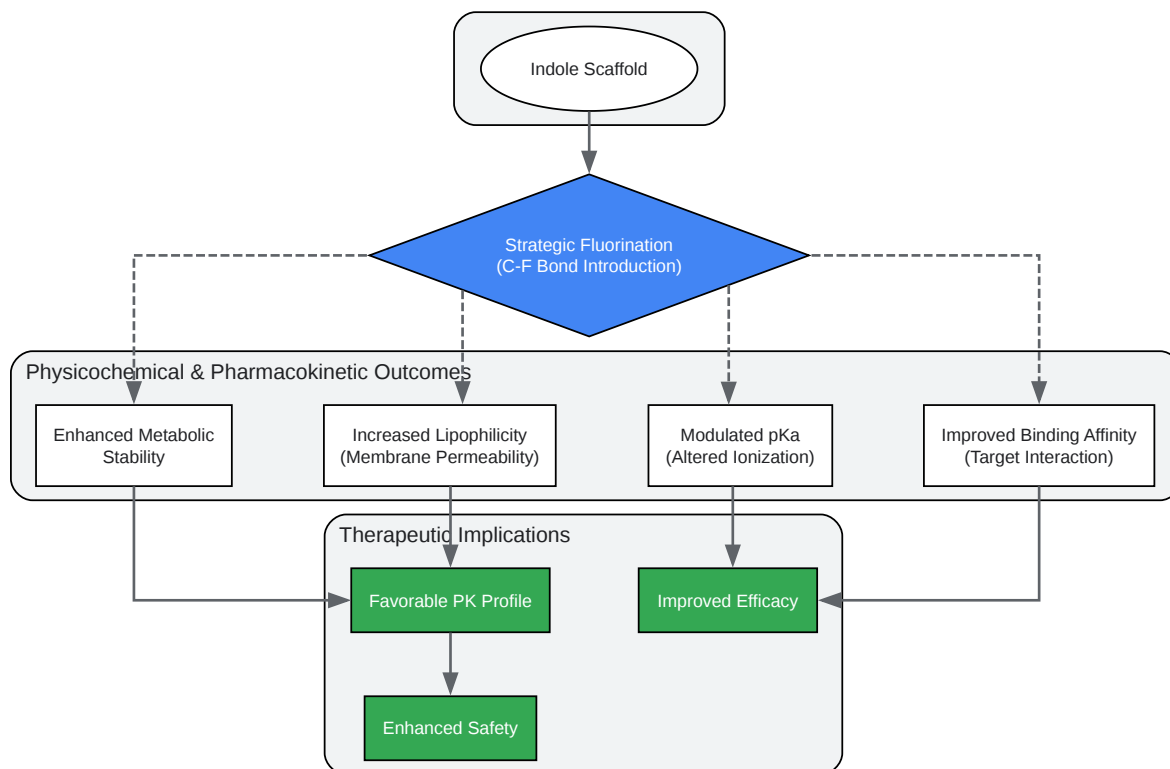 Indole Scaffold
Strategic Fluorination
(C-F Bond Introduction)
Physicochemical & Pharmacokinetic Outcomes
Enhanced Metabolic
Stability
Increased Lipophilicity
(Membrane Permeability)
Modulated pKa
(Altered Ionization)
Improved Binding Affinity
(Target Interaction)
Therapeutic Implications
Favorable PK Profile
Improved Efficacy
Enhanced Safety